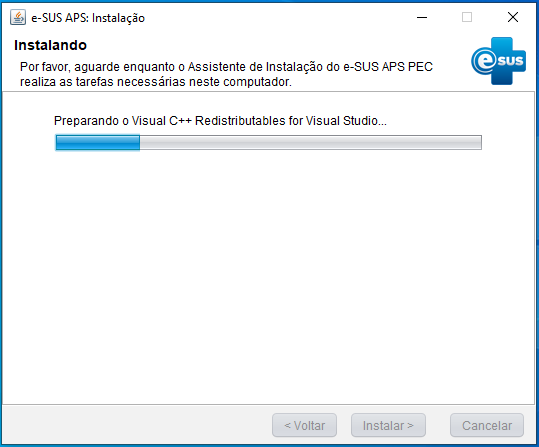 e-SUS APS: Instalação
Instalando
Por favor, aguarde enquanto o Assistente de Instalação do e-SUS APS PEC
realiza as tarefas necessárias neste computador.
e sus
Preparando o Visual C++ Redistributables for Visual Studio...
< Voltar
Instalar >
Cancelar